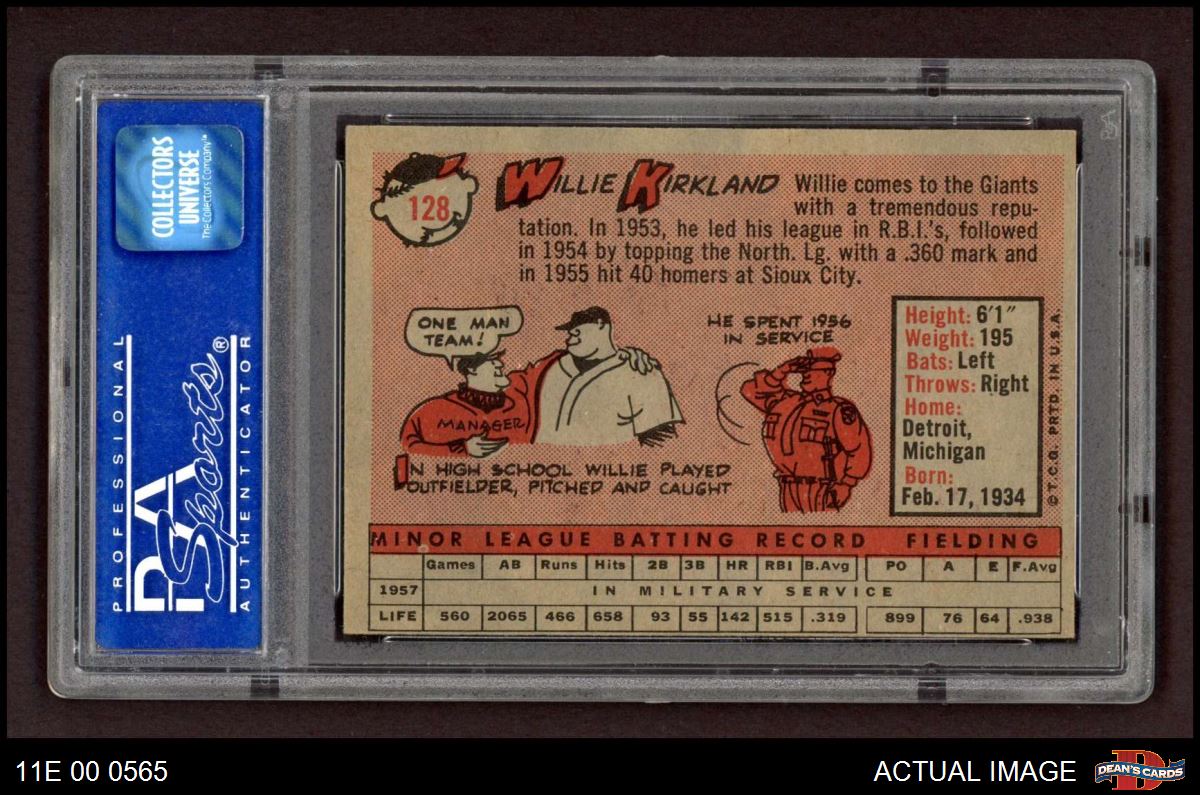 COLLECTORS
UNIVERSE
The Collectors Company™
PROFESSIONAL
PSA
Sports®
AUTHENTICATOR
PSA
128
WILLIE KIRKLAND
Willie comes to the Giants
with a tremendous repu-
tation. In 1953, he led his league in R.B.I.'s, followed
in 1954 by topping the North. Lg. with a .360 mark and
in 1955 hit 40 homers at Sioux City.
ONE MAN
TEAM!
MANAGER
IN HIGH SCHOOL WILLIE PLAYED
OUTFIELDER, PITCHED AND CAUGHT
HE SPENT 1956
IN SERVICE
Height: 6'1"
Weight: 195
Bats: Left
Throws: Right
Home:
Detroit,
Michigan
Born:
Feb. 17, 1934
© T.C.G. PRTD. IN U.S.A.
MINOR LEAGUE BATTING RECORD FIELDING
Games AB Runs Hits 2B 3B HR RBI B.Avg PO A E F.Avg
1957 IN MILITARY SERVICE
LIFE 560 2065 466 658 93 55 142 515 .319 899 76 64 .938
11E 00 0565
ACTUAL IMAGE
D
DEAN'S CARDS